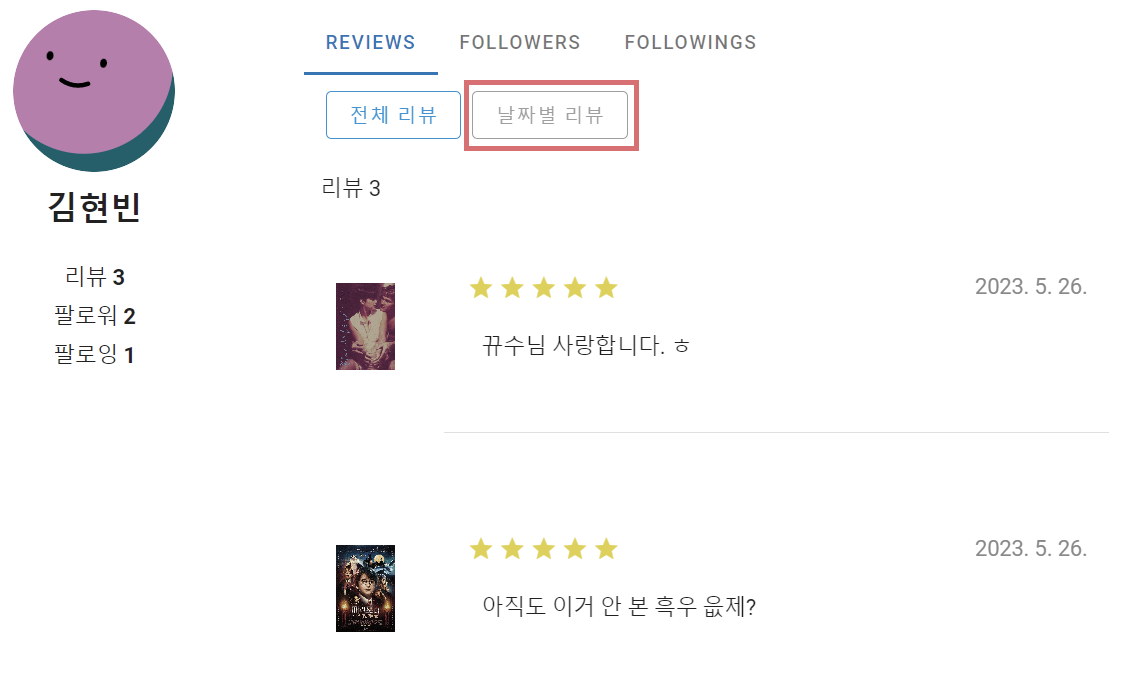 REVIEWS FOLLOWERS FOLLOWINGS
전체 리뷰 날짜별 리뷰
김현빈
리뷰 3
팔로워 2
팔로잉 1
리뷰 3
2023. 5. 26.
뀨수님 사랑합니다. ㅎ
2023. 5. 26.
아직도 이거 안 본 흑우 읎제?